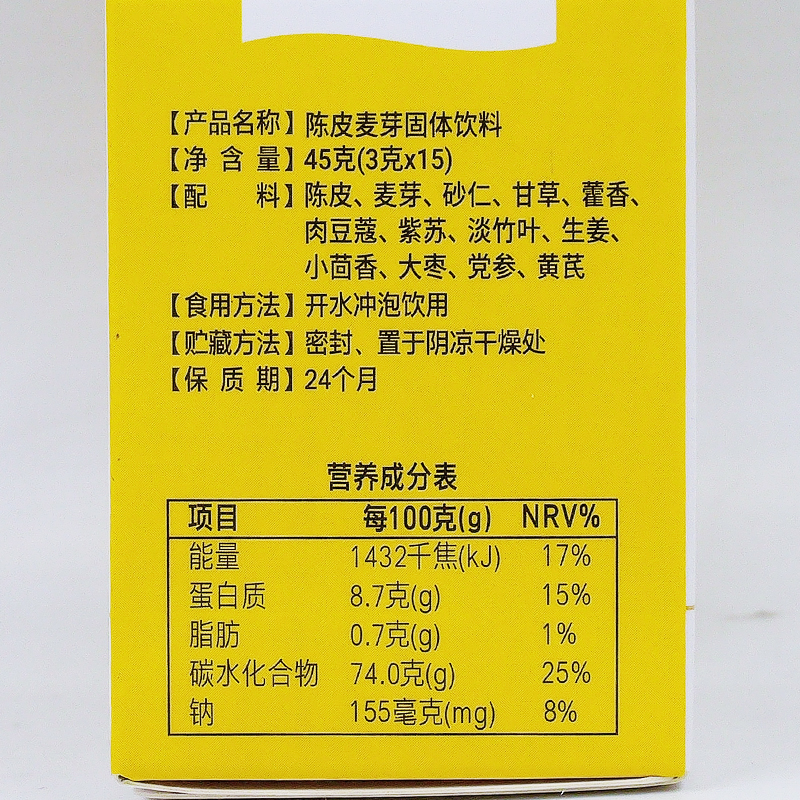 【产品名称】陈皮麦芽固体饮料
【净含量】45克(3克x15)
【配料】陈皮、麦芽、砂仁、甘草、藿香、
肉豆蔻、紫苏、淡竹叶、生姜、
小茴香、大枣、党参、黄芪
【食用方法】开水冲泡饮用
【贮藏方法】密封、置于阴凉干燥处
【保质期】24个月
营养成分表
项目 每100克(g) NRV%
能量 1432千焦(kJ) 17%
蛋白质 8.7克(g) 15%
脂肪 0.7克(g) 1%
碳水化合物 74.0克(g) 25%
钠 155毫克(mg) 8%